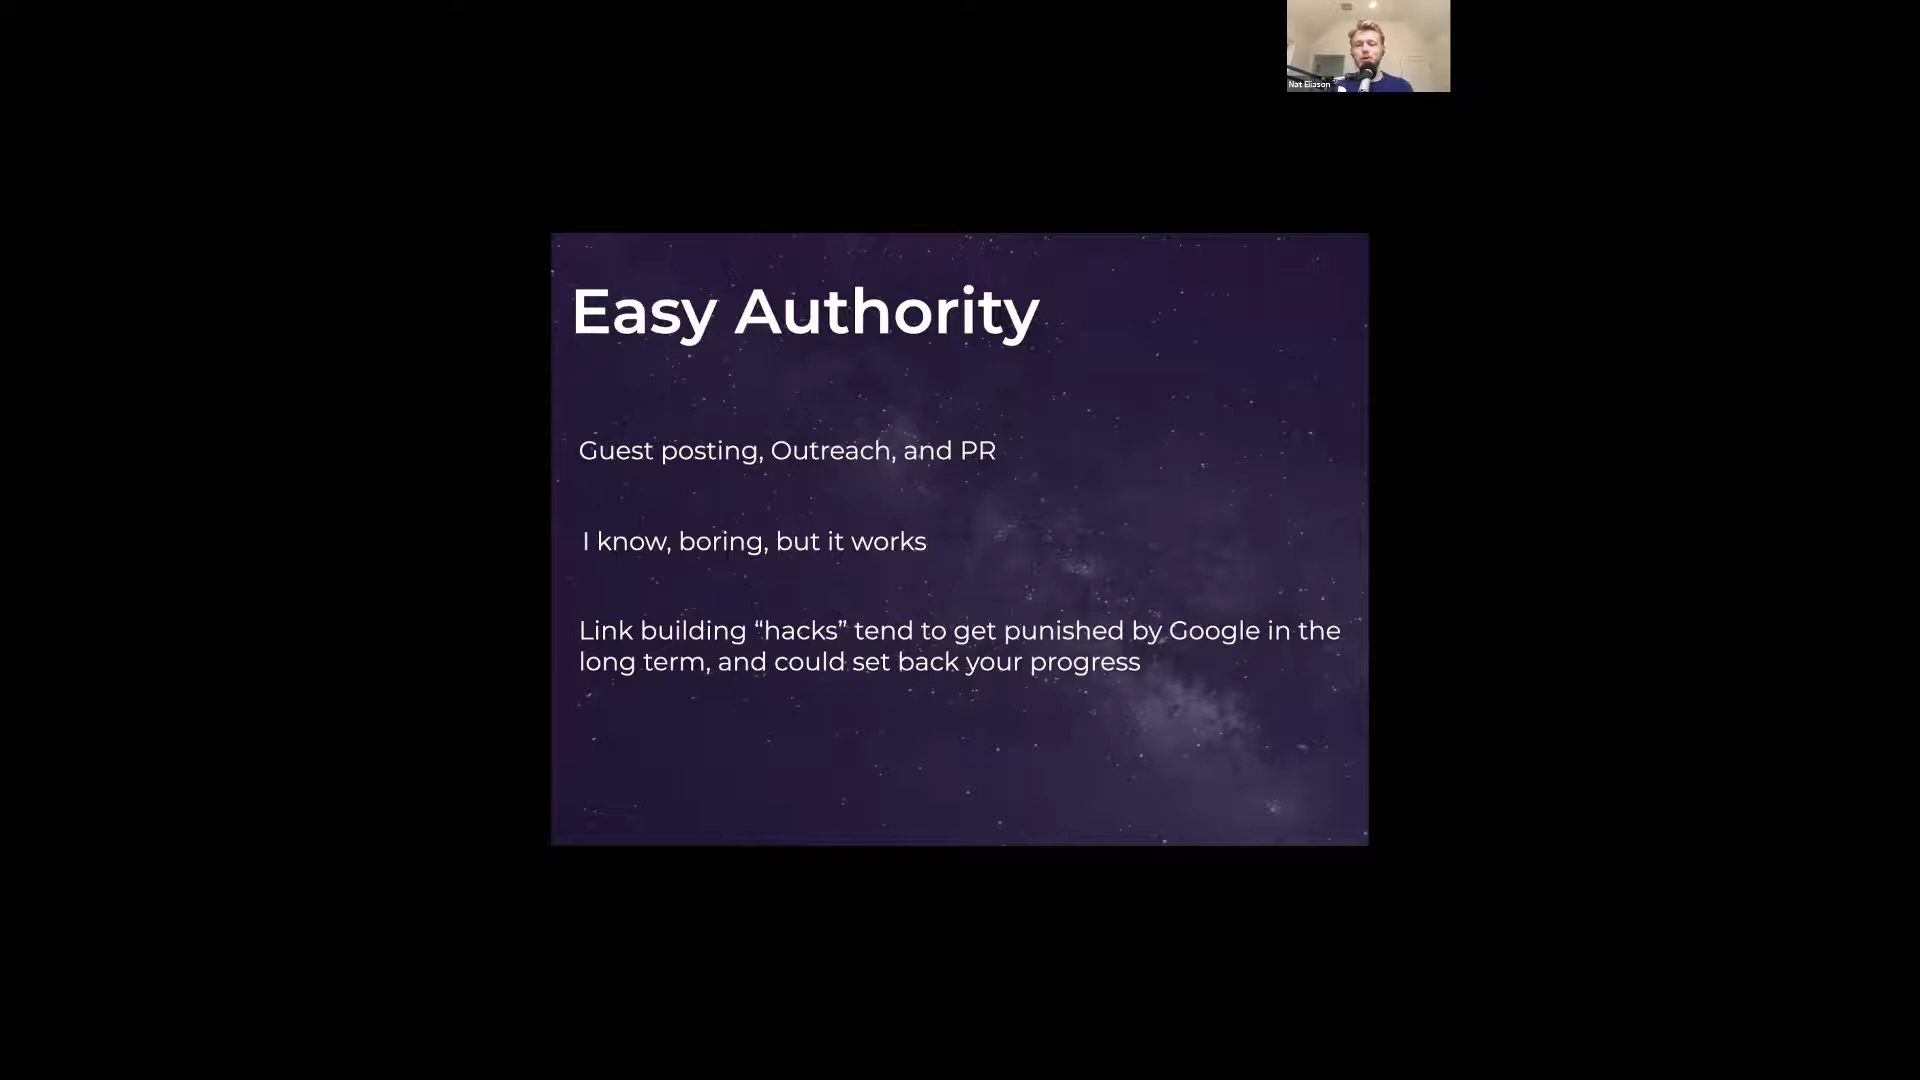 Nat Eliason
Easy Authority
Guest posting, Outreach, and PR
I know, boring, but it works
Link building “hacks” tend to get punished by Google in the
long term, and could set back your progress